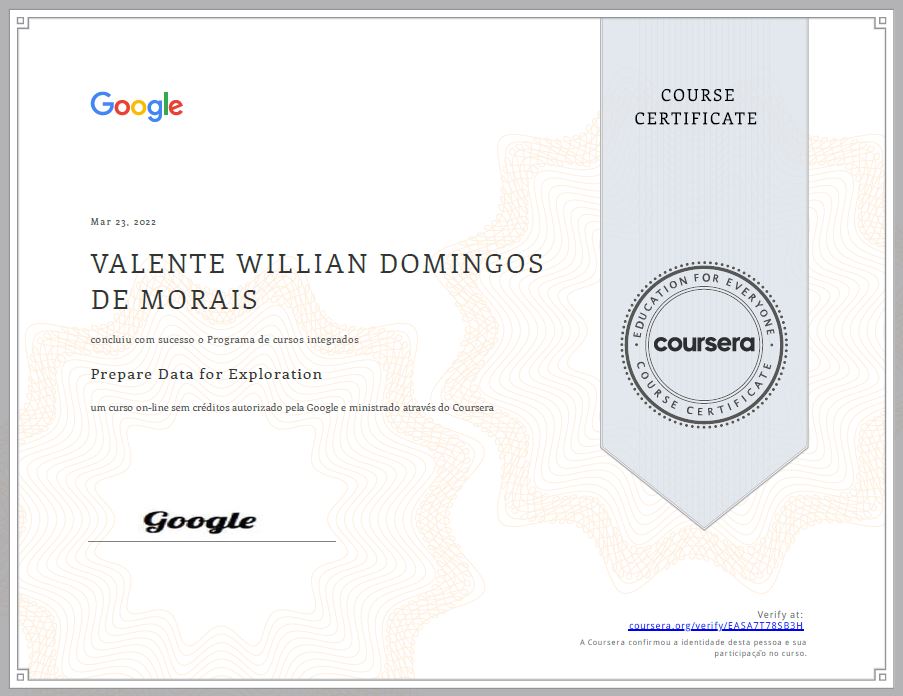 Google
COURSE
CERTIFICATE
Mar 23, 2022
VALENTE WILLIAN DOMINGOS
DE MORAIS
concluiu com sucesso o Programa de cursos integrados
Prepare Data for Exploration
um curso on-line sem créditos autorizado pela Google e ministrado através do Coursera
EDUCATION FOR EVERYONE
coursera
COURSE CERTIFICATE
Google
Verify at:
coursera.org/verify/EASA7T78SB3H
A Coursera confirmou a identidade desta pessoa e sua
participação no curso.